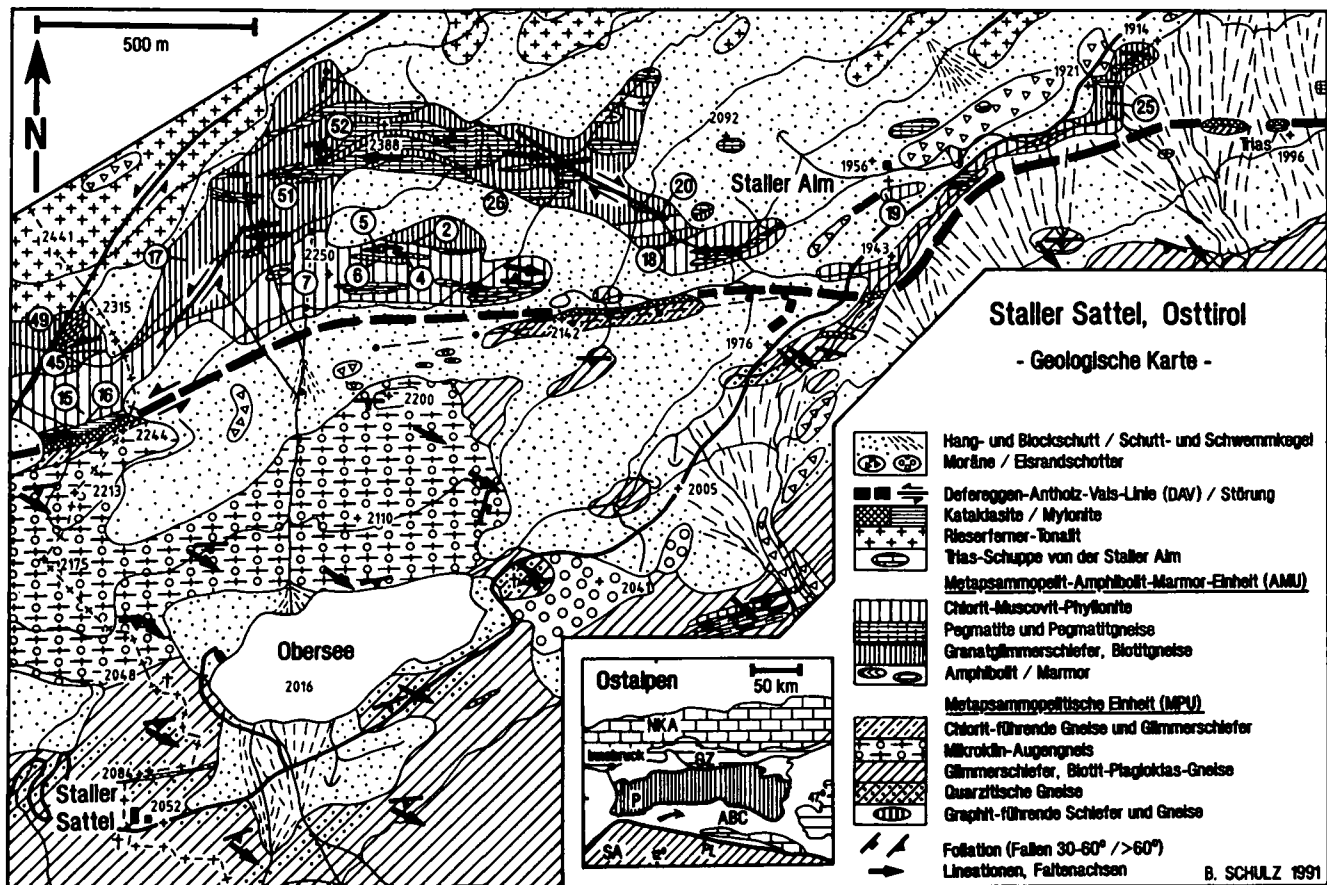 500 m
N
1914
1921
25
52
2388
2092
Trias
1996
1956
Staller Alm
20
19
51
26
5
2
2441
17
18
1943
2250
7
6
4
2315
49
45
15
16
2142
1976
2200
2244
2213
2110
2005
2175
2041
Obersee
2016
2048
2084
2052
Staller
Sattel
Staller Sattel, Osttirol
- Geologische Karte -
Hang- und Blockschutt / Schutt- und Schwemmkegel
Moräne / Eisrandschotter
Defereggen-Antholz-Vals-Linie (DAV) / Störung
Kataklasite / Mylonite
Rieserferner-Tonalit
Trias-Schuppe von der Staller Alm
Metapsammopelit-Amphibolit-Marmor-Einheit (AMU)
Chlorit-Muscovit-Phyllonite
Pegmatite und Pegmatitgneise
Granatglimmerschiefer, Biotitgneise
Amphibolit / Marmor
Metapsammopelitische Einheit (MPU)
Chlorit-führende Gneise und Glimmerschiefer
Mikroklin-Augengneis
Glimmerschiefer, Biotit-Plagioklas-Gneise
Quarzitische Gneise
Graphit-führende Schiefer und Gneise
Foliation (Fallen 30-60° / >60°)
Lineationen, Faltenachsen
B. SCHULZ 1991
Ostalpen
50 km
NKA
Innsbruck
GZ
P
ABC
SA
PL